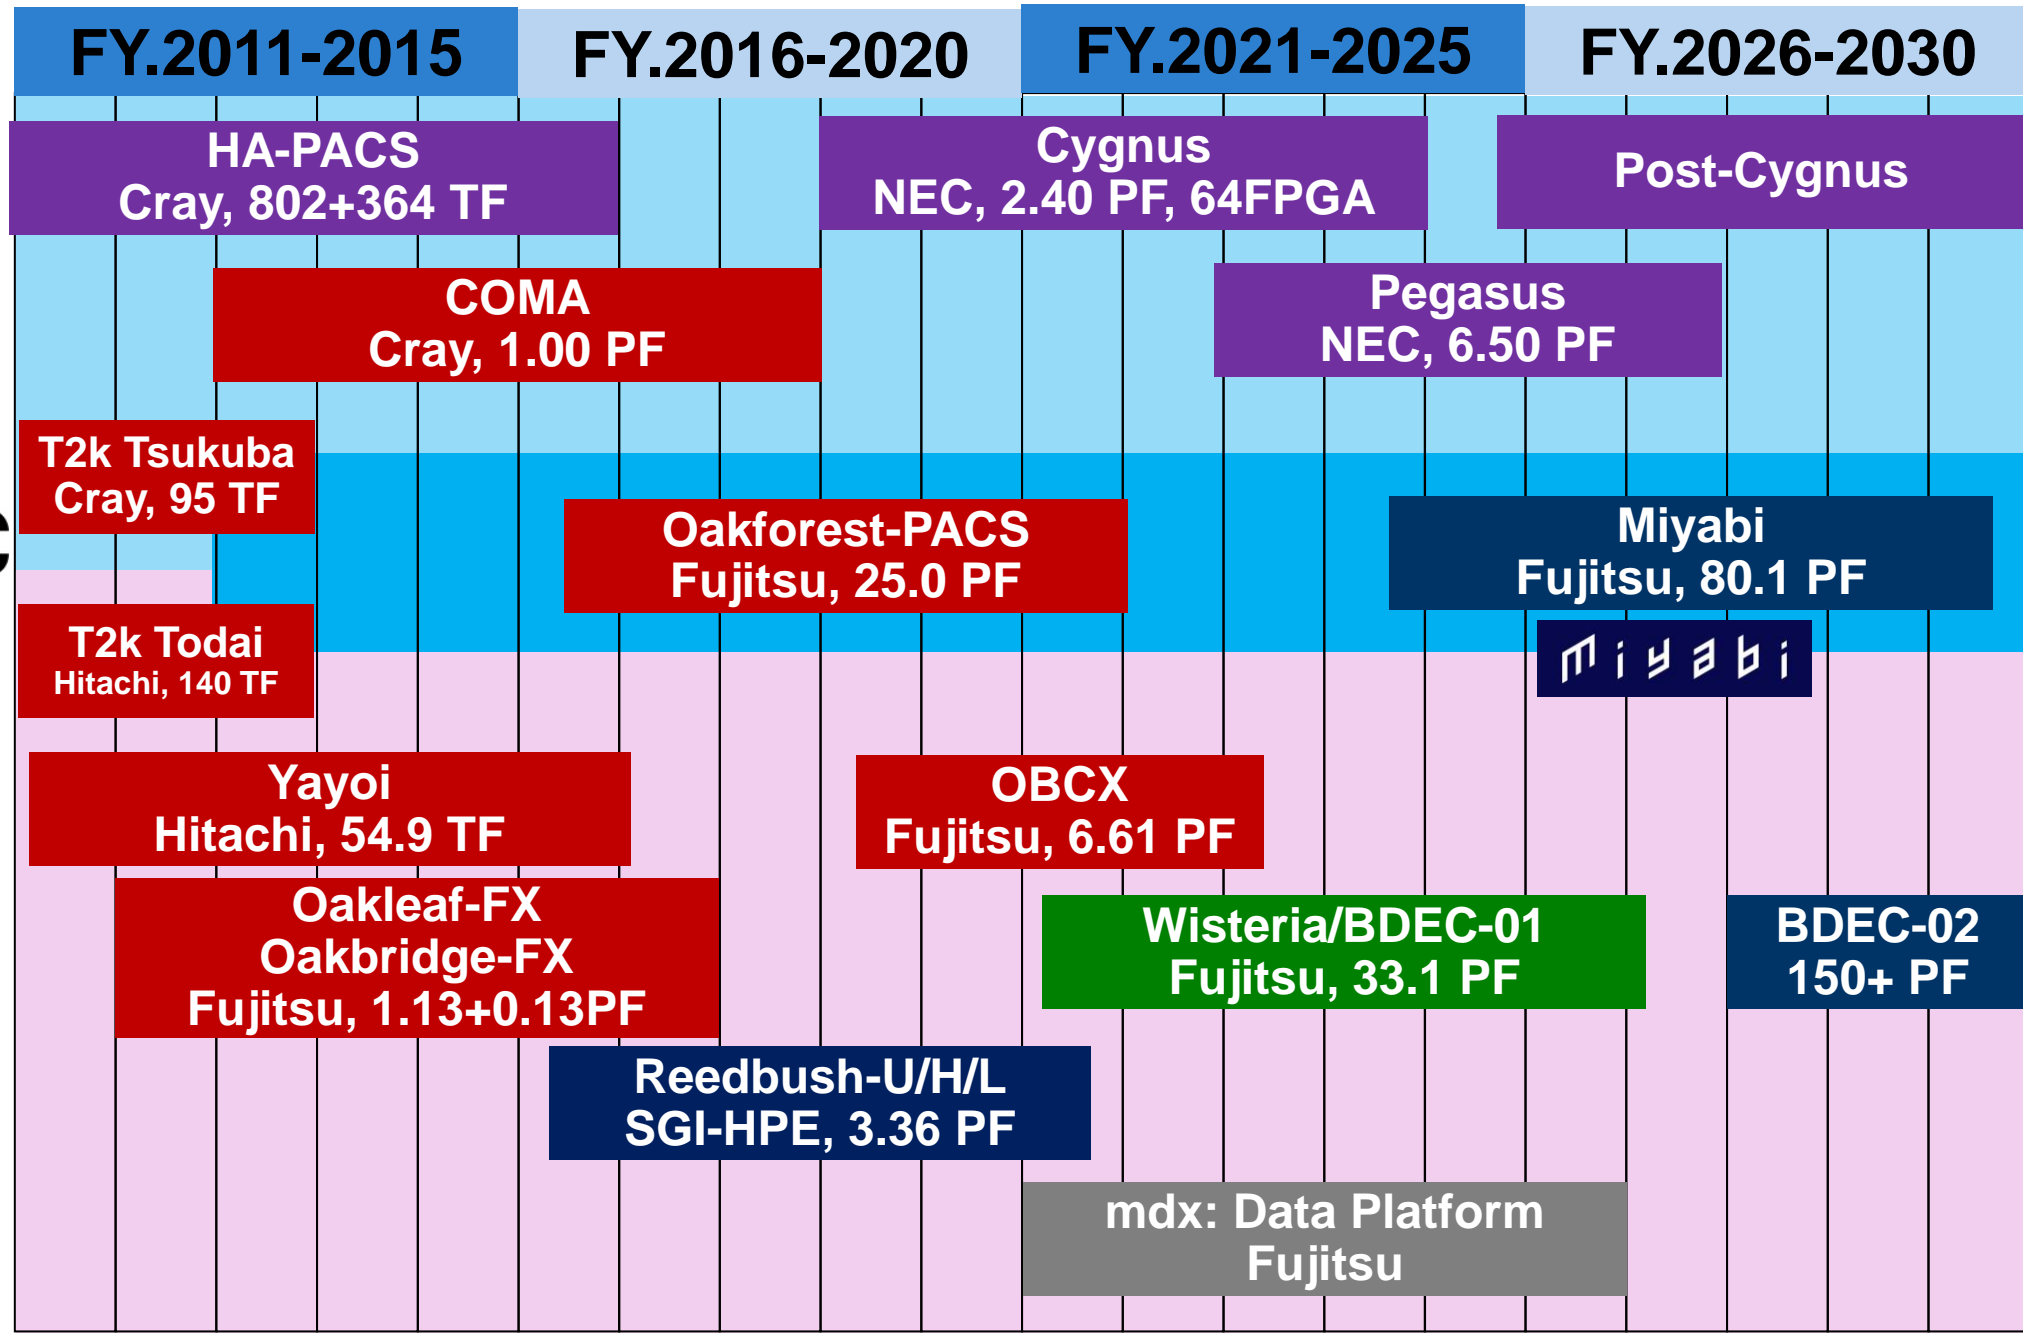 FY.2011-2015
FY.2016-2020
FY.2021-2025
FY.2026-2030
HA-PACS
Cray, 802+364 TF
Cygnus
NEC, 2.40 PF, 64FPGA
Post-Cygnus
COMA
Cray, 1.00 PF
Pegasus
NEC, 6.50 PF
T2k Tsukuba
Cray, 95 TF
Oakforest-PACS
Fujitsu, 25.0 PF
Miyabi
Fujitsu, 80.1 PF
Miyabi
T2k Todai
Hitachi, 140 TF
Yayoi
Hitachi, 54.9 TF
OBCX
Fujitsu, 6.61 PF
Oakleaf-FX
Oakbridge-FX
Fujitsu, 1.13+0.13PF
Wisteria/BDEC-01
Fujitsu, 33.1 PF
BDEC-02
150+ PF
Reedbush-U/H/L
SGI-HPE, 3.36 PF
mdx: Data Platform
Fujitsu